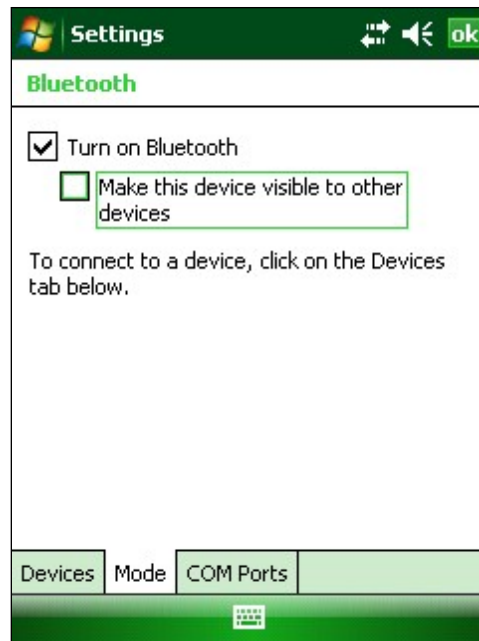 Settings
ok
Bluetooth
Turn on Bluetooth
Make this device visible to other
devices
To connect to a device, click on the Devices
tab below.
Devices Mode COM Ports